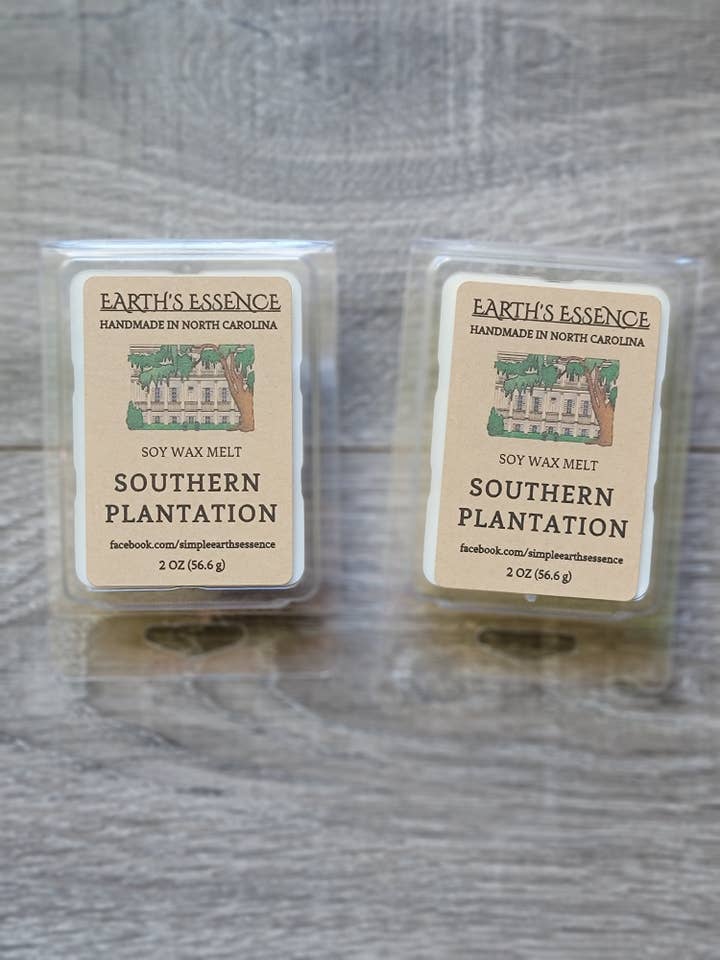 EARTH'S ESSENCE
HANDMADE IN NORTH CAROLINA
SOY WAX MELT
SOUTHERN
PLANTATION
facebook.com/simpleearthsessence
2 OZ (56.6 g)
EARTH'S ESSENCE
HANDMADE IN NORTH CAROLINA
SOY WAX MELT
SOUTHERN
PLANTATION
facebook.com/simpleearthsessence
2 OZ (56.6 g)